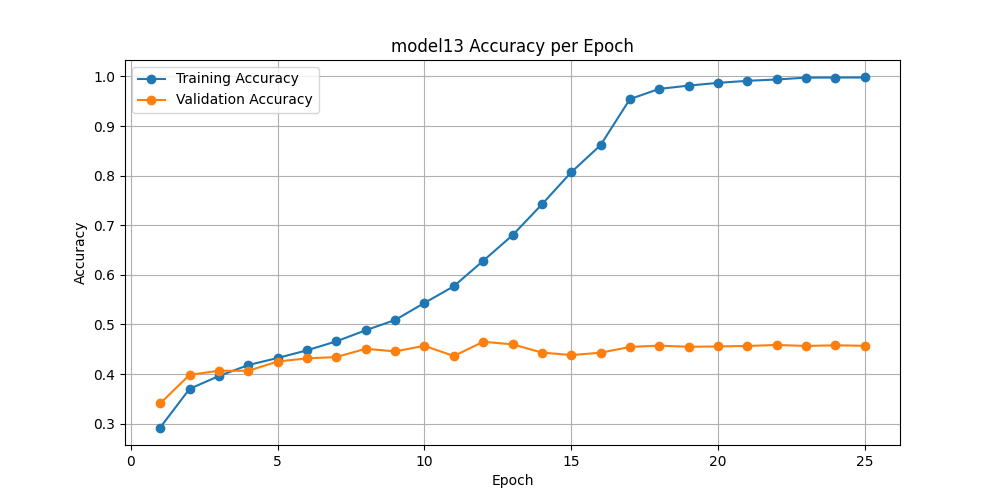 model13 Accuracy per Epoch
Training Accuracy
Validation Accuracy
Accuracy
1.0
0.9
0.8
0.7
0.6
0.5
0.4
0.3
0 5 10 15 20 25
Epoch